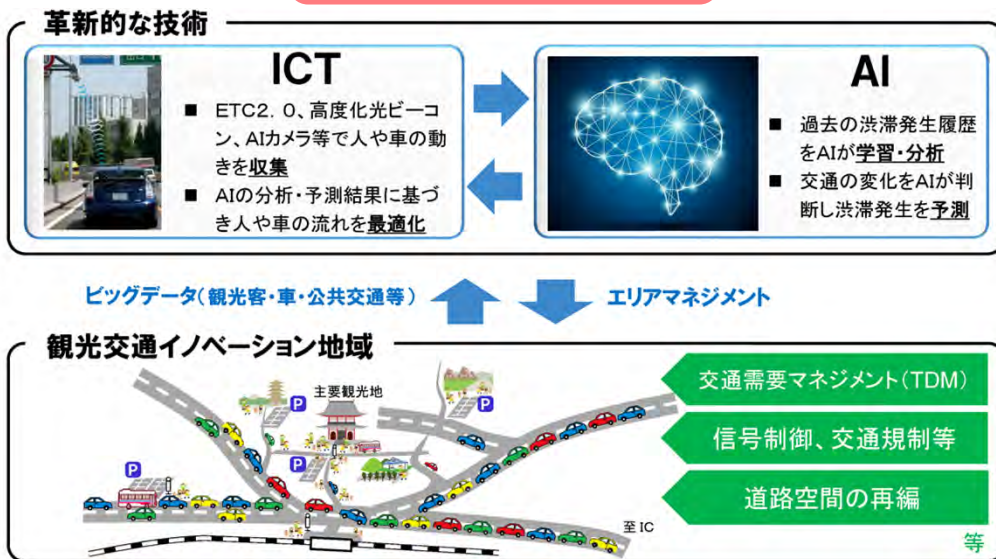 革新的な技術
ICT
■ ETC2.0、高度化光ビーコ
ン、AIカメラ等で人や車の動
きを収集
■ AIの分析・予測結果に基づ
き人や車の流れを最適化
AI
■ 過去の渋滞発生履歴
をAIが学習・分析
■ 交通の変化をAIが判
断し渋滞発生を予測
ビッグデータ(観光客・車・公共交通等)
エリアマネジメント
観光交通イノベーション地域
主要観光地
P
P
P
P
至 IC
交通需要マネジメント(TDM)
信号制御、交通規制等
道路空間の再編
等